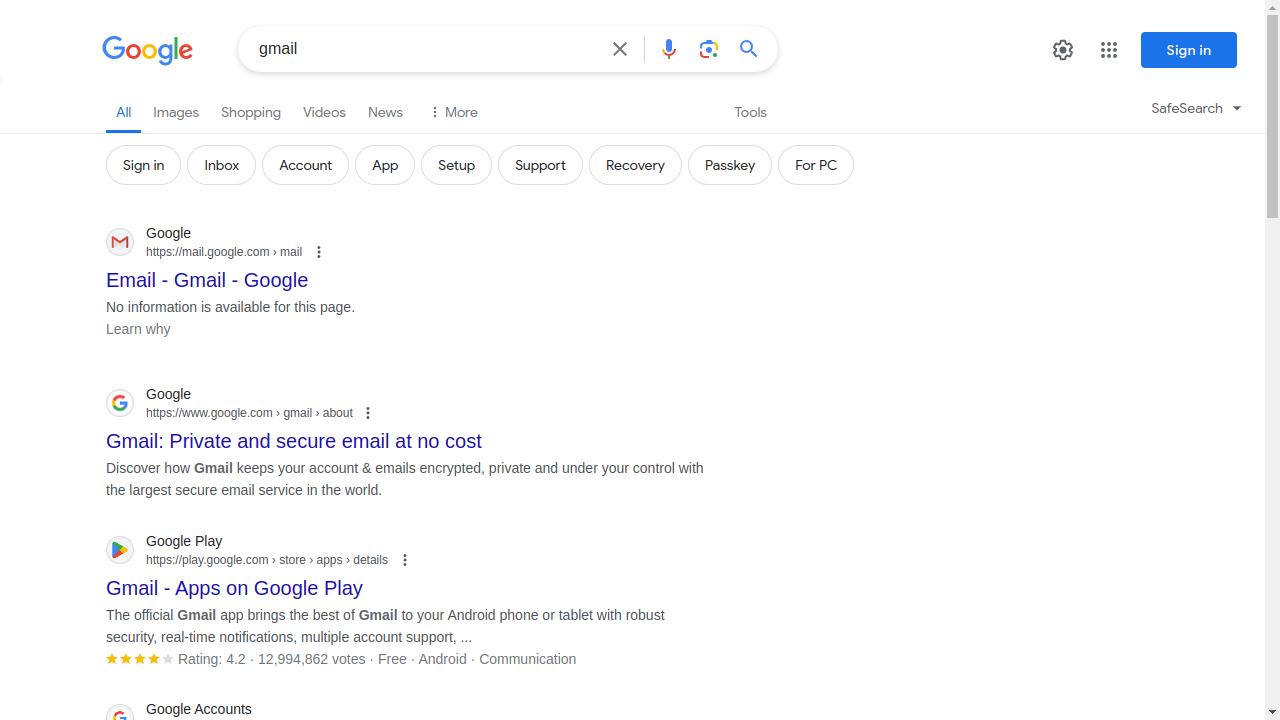 Google
gmail
Sign in
All
Images
Shopping
Videos
News
More
Tools
SafeSearch
Sign in
Inbox
Account
App
Setup
Support
Recovery
Passkey
For PC
Google
https://mail.google.com › mail
Email - Gmail - Google
No information is available for this page.
Learn why
Google
https://www.google.com › gmail › about
Gmail: Private and secure email at no cost
Discover how Gmail keeps your account & emails encrypted, private and under your control with
the largest secure email service in the world.
Google Play
https://play.google.com › store › apps › details
Gmail - Apps on Google Play
The official Gmail app brings the best of Gmail to your Android phone or tablet with robust
security, real-time notifications, multiple account support, ...
Rating: 4.2 · 12,994,862 votes · Free · Android · Communication
Google Accounts